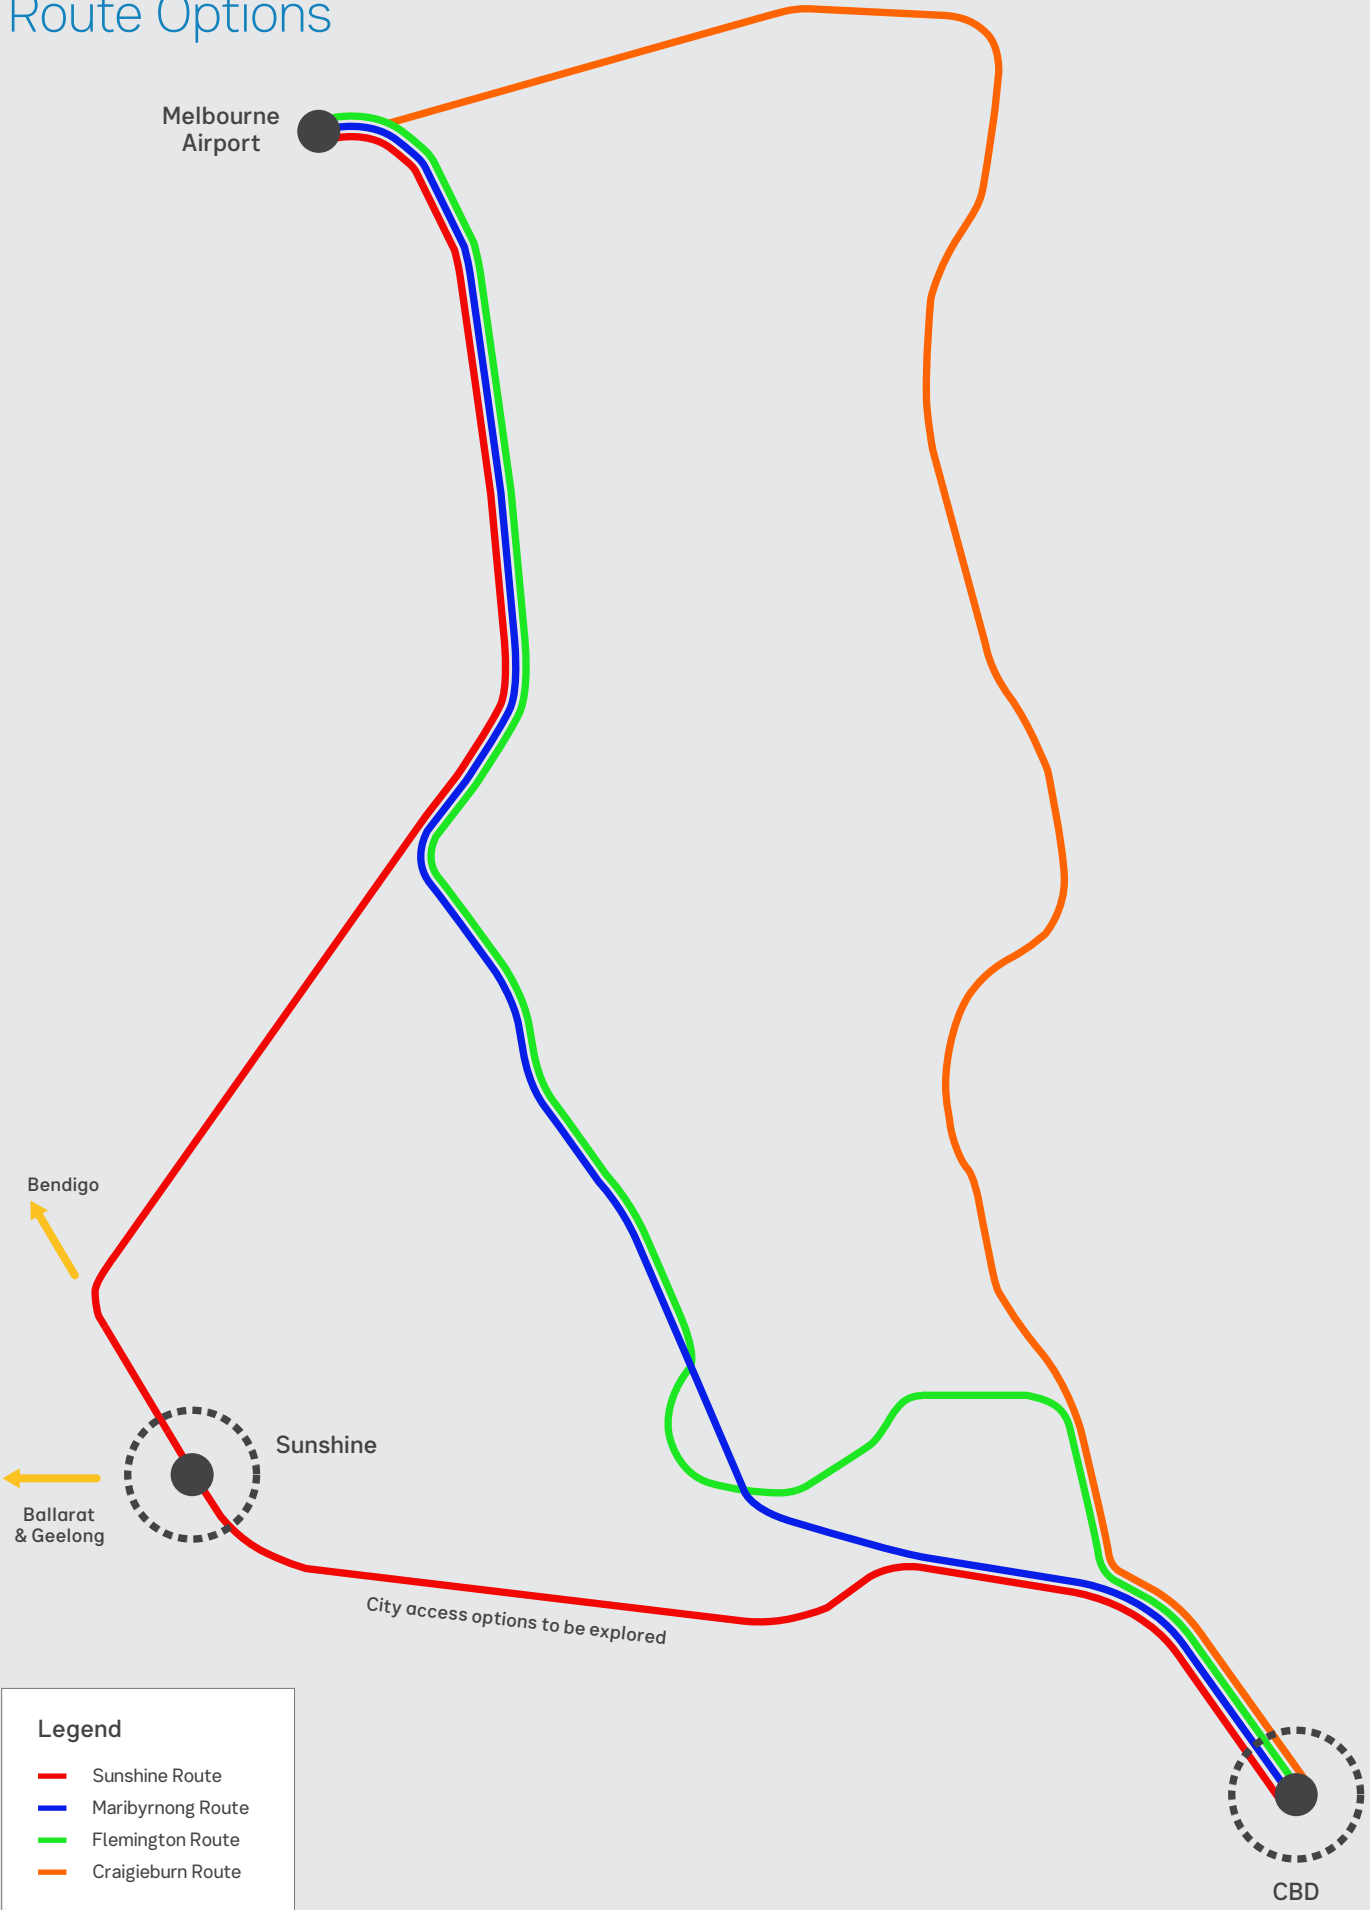 Route Options
Melbourne
Airport
Bendigo
Sunshine
Ballarat
& Geelong
City access options to be explored
Legend
Sunshine Route
Maribyrnong Route
Flemington Route
Craigieburn Route
CBD